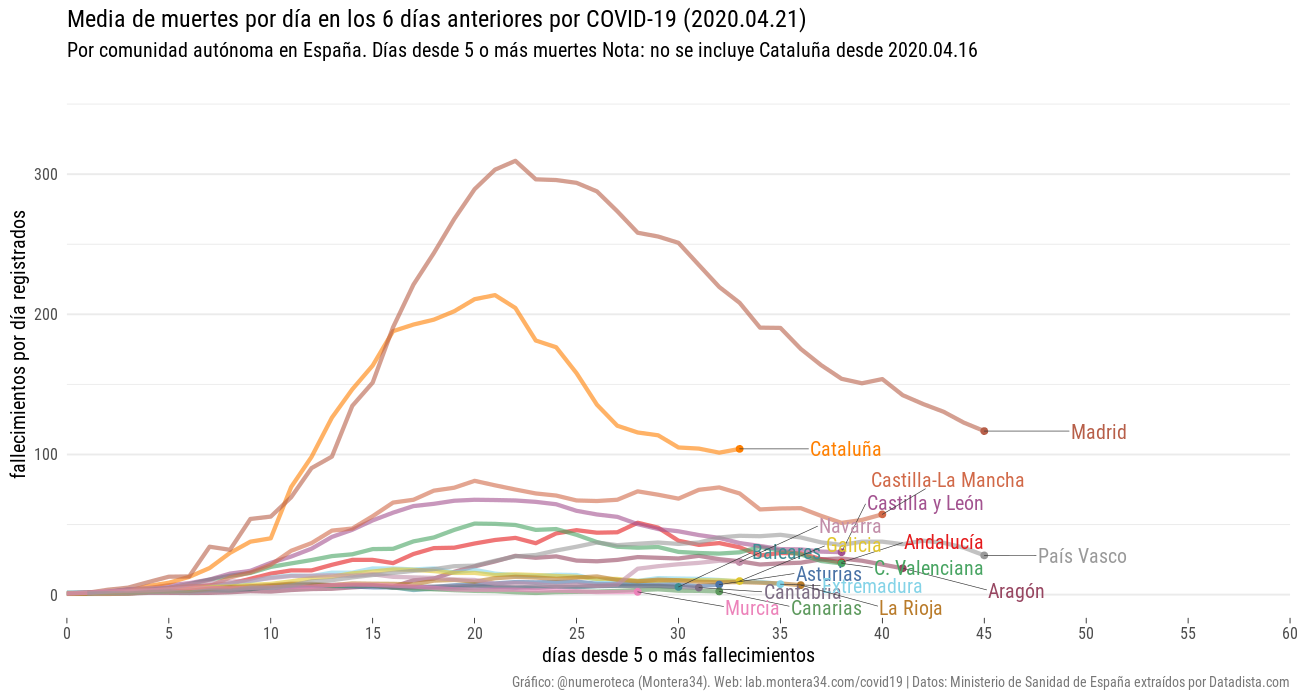 Media de muertes por día en los 6 días anteriores por COVID-19 (2020.04.21)
Por comunidad autónoma en España. Días desde 5 o más muertes Nota: no se incluye Cataluña desde 2020.04.16
fallecimientos por día registrados
300
200
100
0
Madrid
Cataluña
Castilla-La Mancha
Castilla y León
Navarra
Galicia
Andalucía
Baleares
País Vasco
C. Valenciana
Asturias
Extremadura
Cantabria
Aragón
Murcia
Canarias
La Rioja
0 5 10 15 20 25 30 35 40 45 50 55 60
días desde 5 o más fallecimientos
Gráfico: @numeroteca (Montera34). Web: lab.montera34.com/covid19 | Datos: Ministerio de Sanidad de España extraídos por Datadista.com